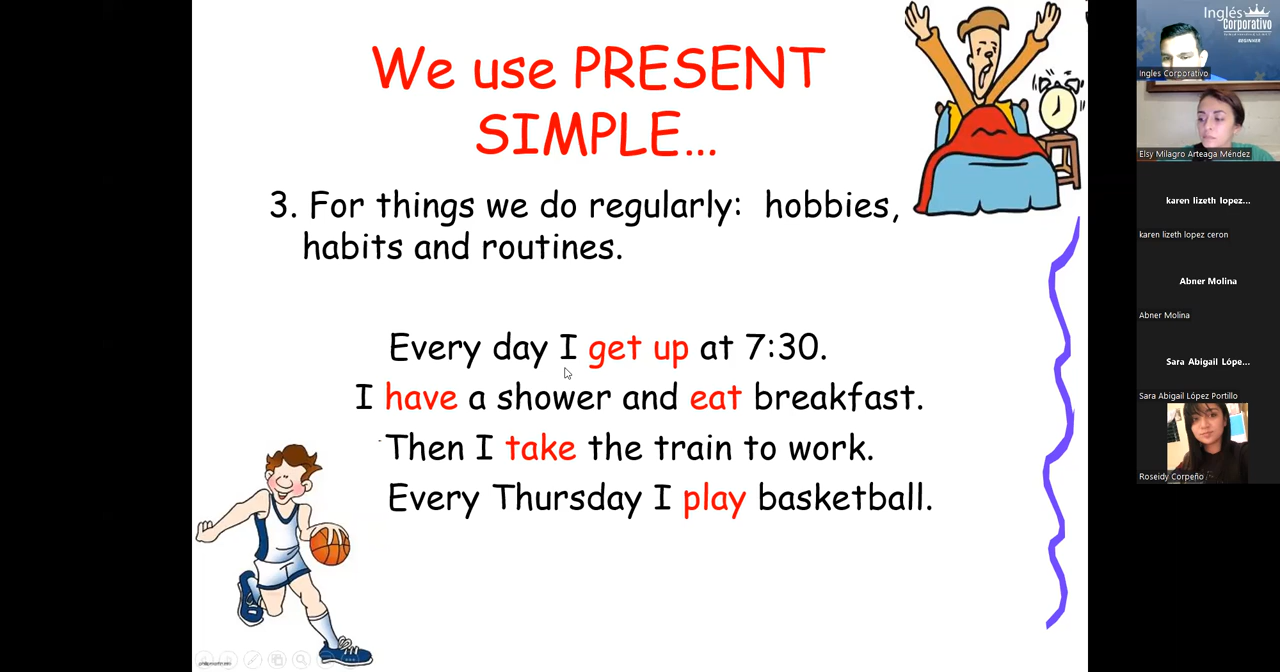 We use PRESENT
SIMPLE...
3. For things we do regularly: hobbies,
habits and routines.
Every day I get up at 7:30.
I have a shower and eat breakfast.
Then I take the train to work.
Every Thursday I play basketball.
Inglés
Corporativo
BEGINNER
Ingles Corporativo
Elsy Milagro Arteaga Méndez
karen lizeth lopez...
karen lizeth lopez ceron
Abner Molina
Abner Molina
Sara Abigail Lópe...
Sara Abigail López Portillo
Roseidy Corpeño